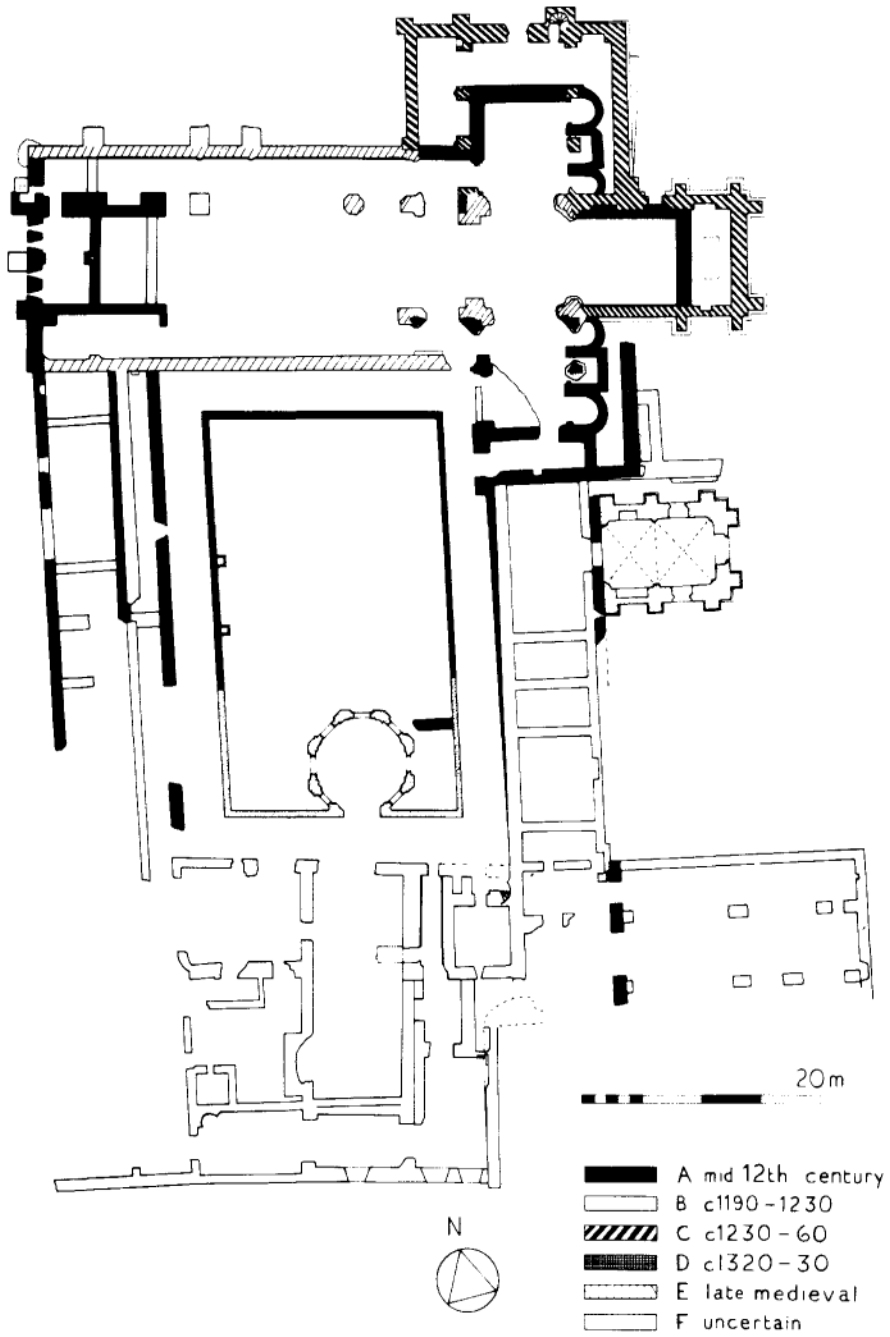 20m
A mid 12th century
B c1190-1230
C c1230-60
D c1320-30
E late medieval
F uncertain
N